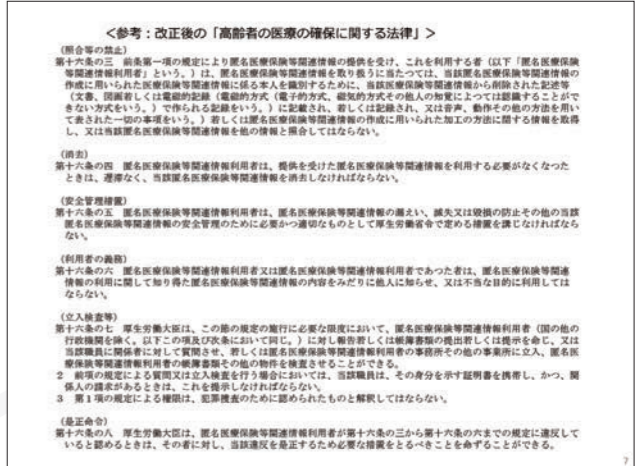 ＜参考：改正後の「高齢者の医療の確保に関する法律」＞
（照合等の禁止）
第十六条の三　前条第一項の規定により匿名医療保険等関連情報の提供を受け、これを利用する者（以下「匿名医療保険
等関連情報利用者」という。）は、匿名医療保険等関連情報を取り扱うに当たつては、当該匿名医療保険等関連情報の
作成に用いられた医療保険等関連情報に係る本人を識別するために、当該医療保険等関連情報から削除された記述等
（文書、図画若しくは電磁的記録（電磁的方式（電子的方式、磁気的方式その他人の知覚によつては認識することがで
きない方式をいう。）で作られる記録をいう。）に記載され、若しくは記録され、又は音声、動作その他の方法を用い
て表された一切の事項をいう。）若しくは匿名医療保険等関連情報の作成に用いられた加工の方法に関する情報を取得
し、又は当該匿名医療保険等関連情報を他の情報と照合してはならない。
（消去）
第十六条の四　匿名医療保険等関連情報利用者は、提供を受けた匿名医療保険等関連情報を利用する必要がなくなつた
ときは、遅滞なく、当該匿名医療保険等関連情報を消去しなければならない。
（安全管理措置）
第十六条の五　匿名医療保険等関連情報利用者は、匿名医療保険等関連情報の漏えい、滅失又は毀損の防止その他の当該
匿名医療保険等関連情報の安全管理のために必要かつ適切なものとして厚生労働省令で定める措置を講じなければなら
ない。
（利用者の義務）
第十六条の六　匿名医療保険等関連情報利用者又は匿名医療保険等関連情報利用者であつた者は、匿名医療保険等関連
情報の利用に関して知り得た匿名医療保険等関連情報の内容をみだりに他人に知らせ、又は不当な目的に利用しては
ならない。
（立入検査等）
第十六条の七　厚生労働大臣は、この節の規定の施行に必要な限度において、匿名医療保険等関連情報利用者（国の他の
行政機関を除く。以下この項及び次条において同じ。）に対し報告若しくは帳簿書類の提出若しくは提示を命じ、又は
当該職員に関係者に対して質問させ、若しくは匿名医療保険等関連情報利用者の事務所その他の事業所に立入、匿名医
療保険等関連情報利用者の帳簿書類その他の物件を検査させることができる。
２　前項の規定による質問又は立入検査を行う場合においては、当該職員は、その身分を示す証明書を携帯し、かつ、関
係人の請求があるときは、これを提示しなければならない。
３　第１項の規定による権限は、犯罪捜査のために認められたものと解釈してはならない。
（是正命令）
第十六条の八　厚生労働大臣は、匿名医療保険等関連情報利用者が第十六条の三から第十六条の六までの規定に違反して
いると認めるときは、その者に対し、当該違反を是正するため必要な措置をとるべきことを命ずることができる。
7